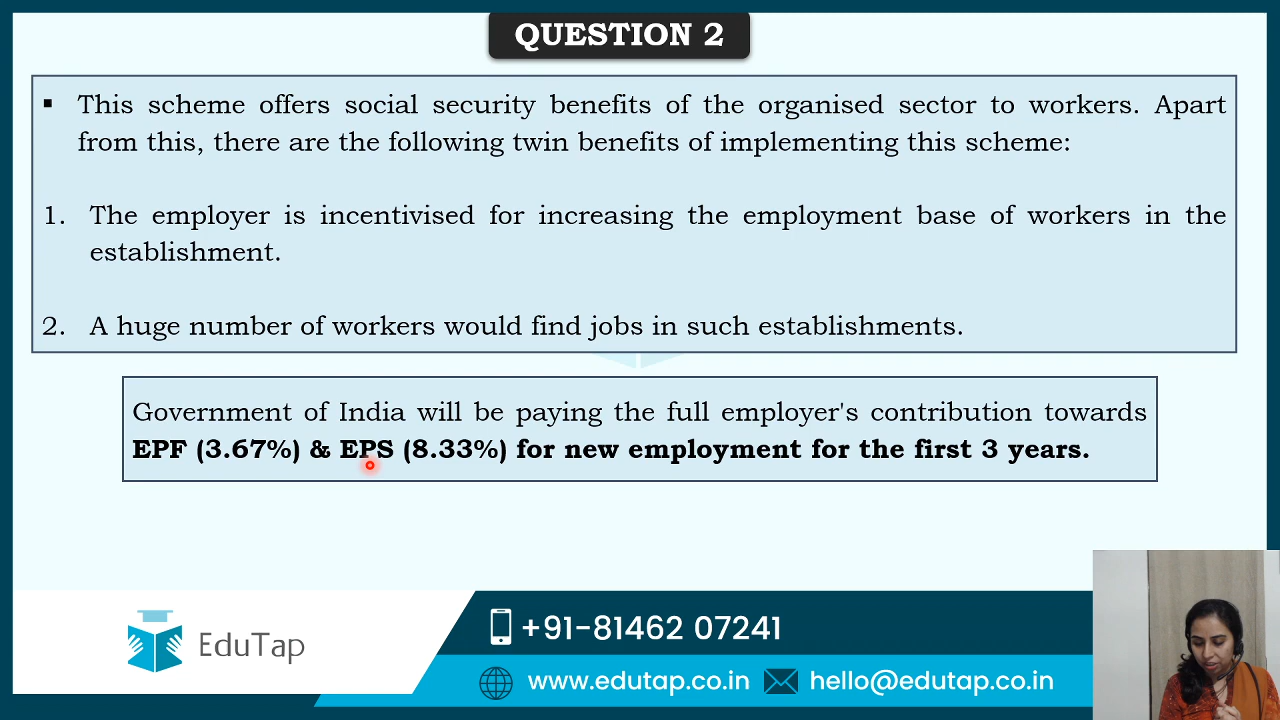 QUESTION 2
▪ This scheme offers social security benefits of the organised sector to workers. Apart
from this, there are the following twin benefits of implementing this scheme:
1. The employer is incentivised for increasing the employment base of workers in the
establishment.
2. A huge number of workers would find jobs in such establishments.
Government of India will be paying the full employer's contribution towards
EPF (3.67%) & EPS (8.33%) for new employment for the first 3 years.
EduTap
+91-81462 07241
www.edutap.co.in hello@edutap.co.in